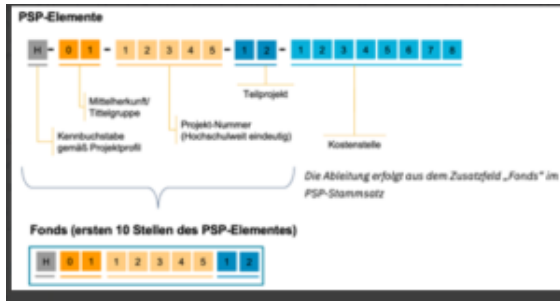 PSP-Elemente
H - 0 1 - 1 2 3 4 5 - 1 2 - 1 2 3 4 5 6 7 8
Teilprojekt
Mittelherkunft/
Titelgruppe
Projekt-Nummer
(Hochschulweit eindeutig)
Kennbuchstabe
gemäß Projektprofil
Kostenstelle
Die Ableitung erfolgt aus dem Zusatzfeld „Fonds" im
PSP-Stammsatz
Fonds (ersten 10 Stellen des PSP-Elementes)
H 0 1 1 2 3 4 5 1 2